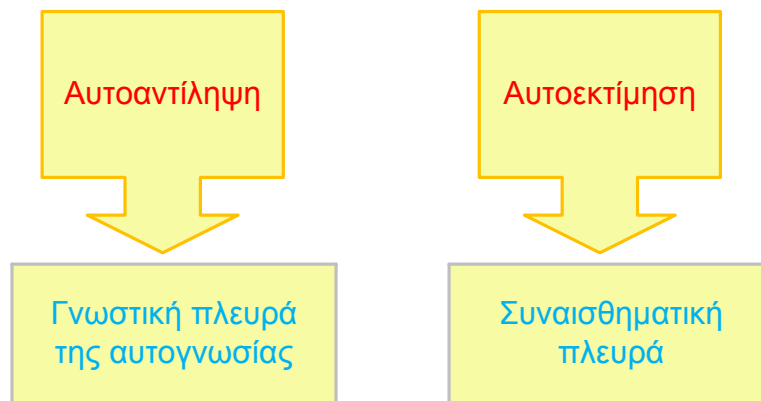 Αυτοαντίληψη
Αυτοεκτίμηση
Γνωστική πλευρά
της αυτογνωσίας
Συναισθηματική
πλευρά